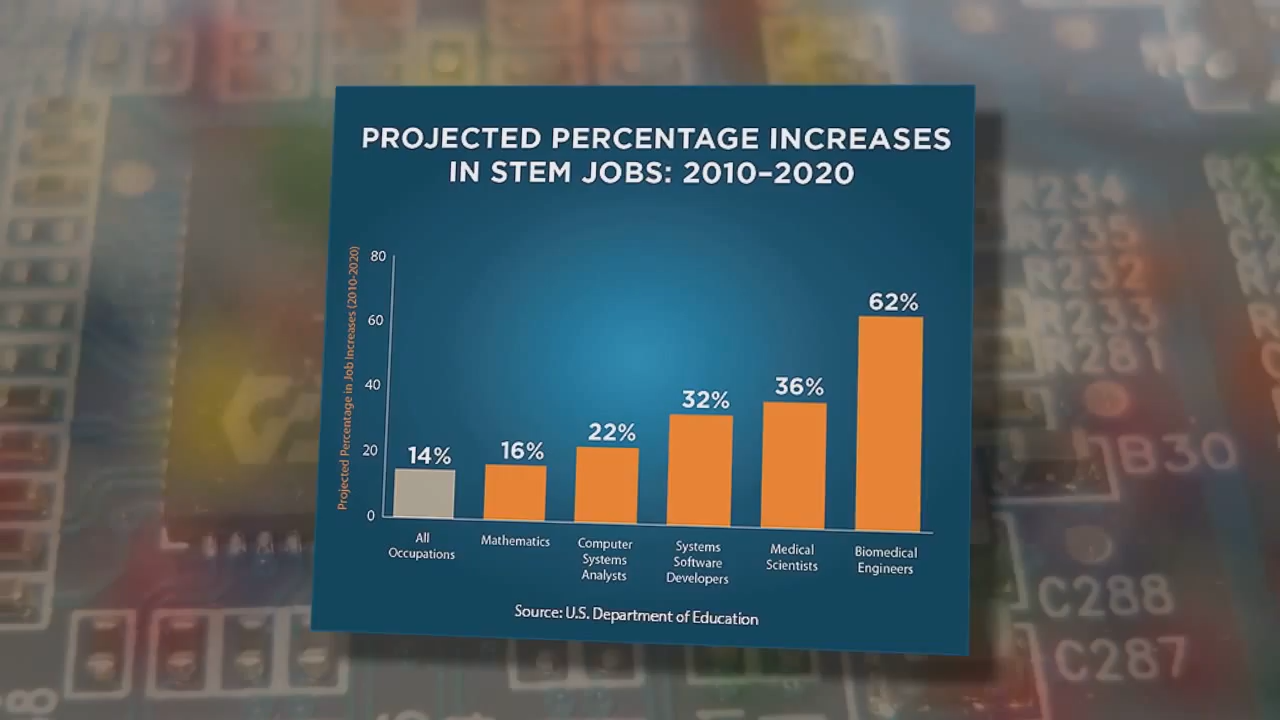 PROJECTED PERCENTAGE INCREASES
IN STEM JOBS: 2010–2020
Projected Percentage in Job Increases (2010-2020)
80
60
40
20
0
14%
16%
22%
32%
36%
62%
All
Occupations
Mathematics
Computer
Systems
Analysts
Systems
Software
Developers
Medical
Scientists
Biomedical
Engineers
Source: U.S. Department of Education
R234
R235
R232
R233
R281
B30
C288
C287